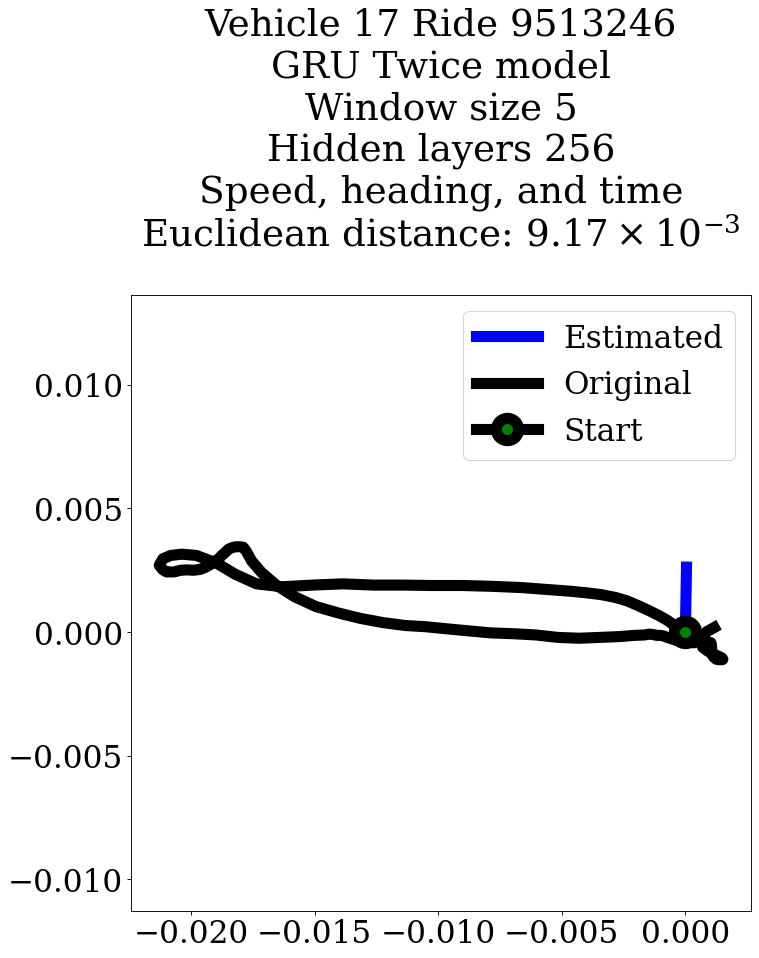 Vehicle 17 Ride 9513246
GRU Twice model
Window size 5
Hidden layers 256
Speed, heading, and time
Euclidean distance: 9.17 × 10⁻³
Estimated
Original
Start
0.010
0.005
0.000
−0.005
−0.010
−0.020 −0.015 −0.010 −0.005 0.000